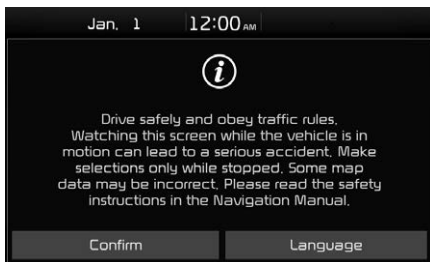 Jan. 1 12:00 AM
i
Drive safely and obey traffic rules.
Watching this screen while the vehicle is in
motion can lead to a serious accident. Make
selections only while stopped. Some map
data may be incorrect. Please read the safety
instructions in the Navigation Manual.
Confirm Language